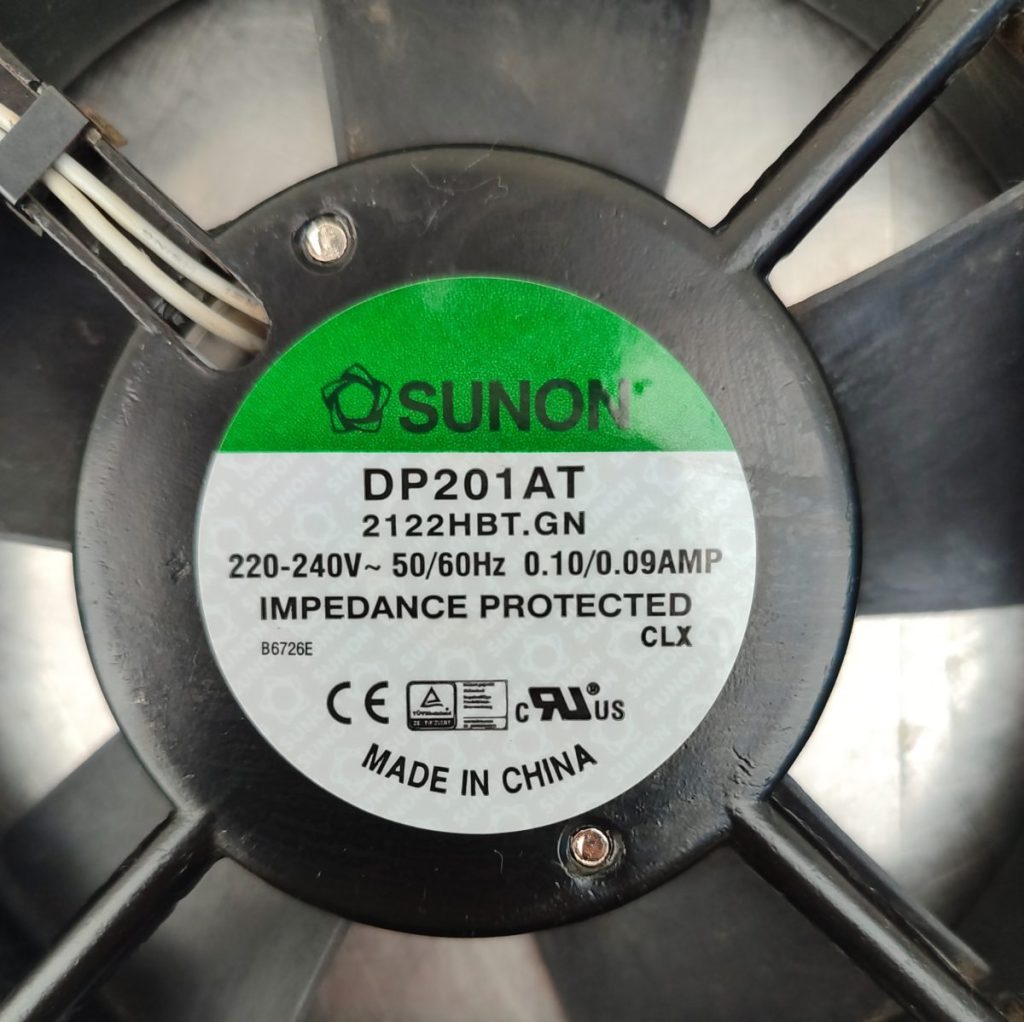 SUNON
DP201AT
2122HBT.GN
220-240V~ 50/60Hz 0.10/0.09AMP
IMPEDANCE PROTECTED
CLX
B6726E
CE c RU ® US
MADE IN CHINA